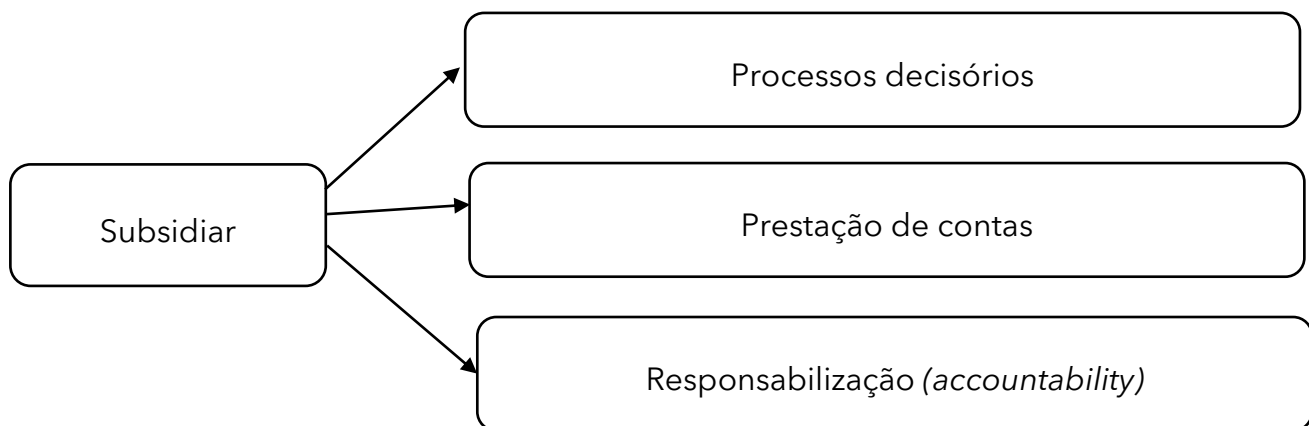 Processos decisórios
Subsidiar
Prestação de contas
Responsabilização (accountability)